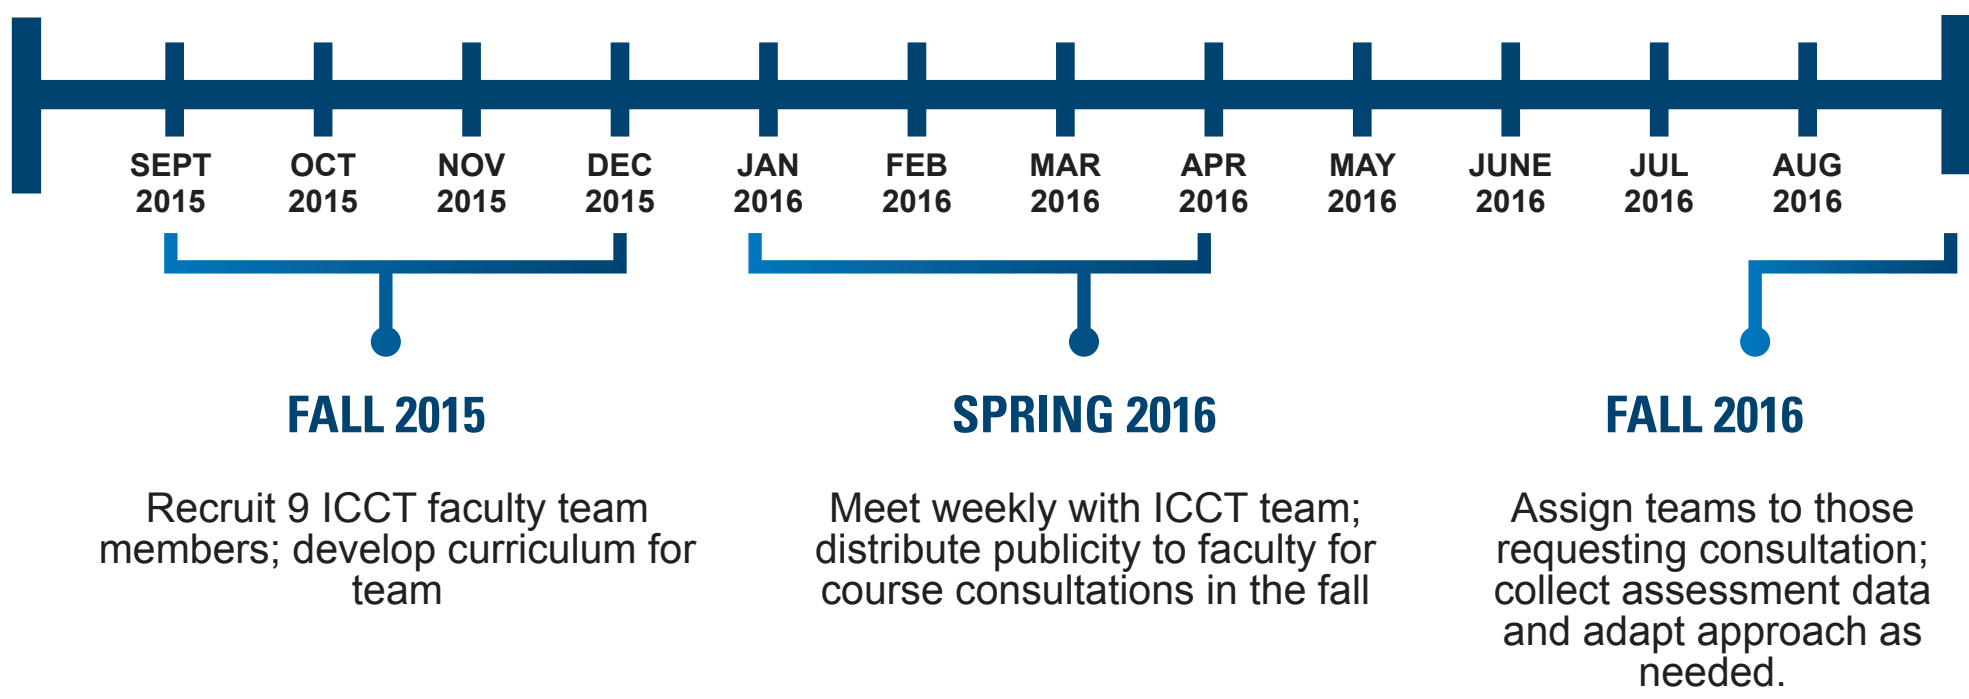 SEPT
2015
OCT
2015
NOV
2015
DEC
2015
JAN
2016
FEB
2016
MAR
2016
APR
2016
MAY
2016
JUNE
2016
JUL
2016
AUG
2016
FALL 2015
Recruit 9 ICCT faculty team
members; develop curriculum for
team
SPRING 2016
Meet weekly with ICCT team;
distribute publicity to faculty for
course consultations in the fall
FALL 2016
Assign teams to those
requesting consultation;
collect assessment data
and adapt approach as
needed.